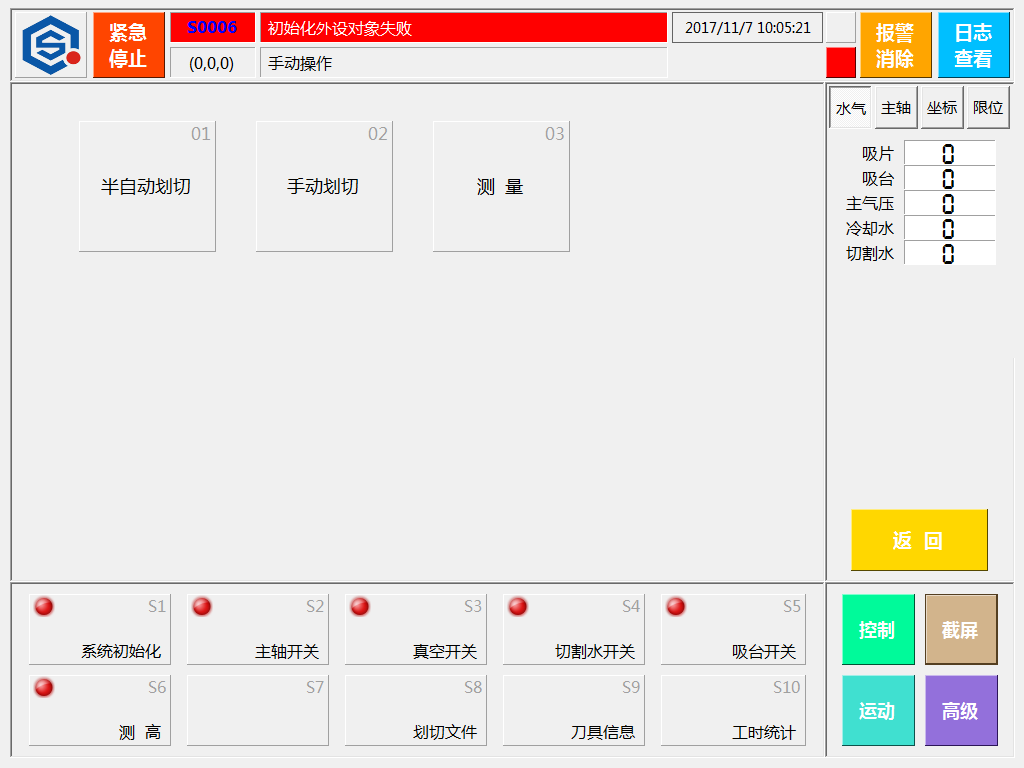 紧急
停止
S0006
初始化外设对象失败
2017/11/7 10:05:21
报警
消除
日志
查看
(0,0,0)
手动操作
水气
主轴
坐标
限位
01
半自动划切
02
手动划切
03
测 量
吸片 0
吸台 0
主气压 0
冷却水 0
切割水 0
返 回
S1
系统初始化
S2
主轴开关
S3
真空开关
S4
切割水开关
S5
吸台开关
控制
截屏
S6
测 高
S7
S8
划切文件
S9
刀具信息
S10
工时统计
运动
高级